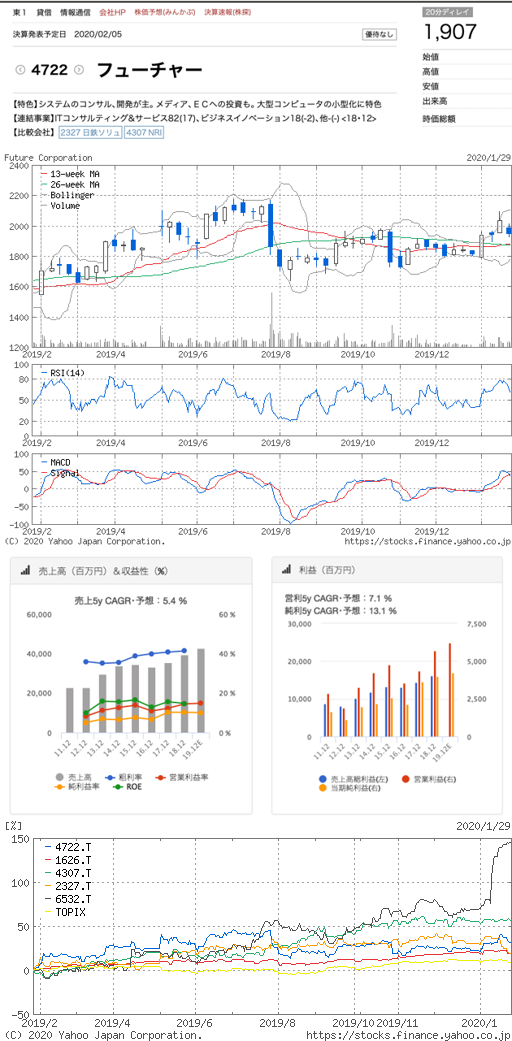 東1 貸借 情報通信 会社HP 株価予想(みんかぶ) 決算速報(株探)
20分ディレイ
決算発表予定日 2020/02/05
優待なし
1,907
4722 フューチャー
始値
高値
安値
出来高
時価総額
【特色】システムのコンサル、開発が主。メディア、ECへの投資も。大型コンピュータの小型化に特色
【連結事業】ITコンサルティング&サービス82(17)、ビジネスイノベーション18(-2)、他-(-) <18・12>
【比較会社】 2327 日鉄ソリュ 4307 NRI
Future Corporation 2020/1/29
2400
13-week MA
26-week MA
Bollinger
Volume
2200
2000
1800
1600
1400
1200
2019/2 2019/4 2019/6 2019/8 2019/10 2019/12
100
RSI(14)
80
60
40
20
0
2019/2 2019/4 2019/6 2019/8 2019/10 2019/12
100
MACD
Signal
50
0
-50
-100
2019/2 2019/4 2019/6 2019/8 2019/10 2019/12
(C) 2020 Yahoo Japan Corporation. https://stocks.finance.yahoo.co.jp
売上高（百万円）&収益性（%）
売上5y CAGR・予想：5.4 %
60,000 60 %
40,000 40 %
20,000 20 %
0 0 %
11.12 12.12 13.12 14.12 15.12 16.12 17.12 18.12 19.12E
売上高 粗利率 営業利益率
純利益率 ROE
利益（百万円）
営利5y CAGR・予想：7.1 %
純利5y CAGR・予想：13.1 %
30,000 7,500
20,000 5,000
10,000 2,500
0 0
11.12 12.12 13.12 14.12 15.12 16.12 17.12 18.12 19.12E
売上高総利益(左) 営業利益(右)
当期純利益(右)
[%] 2020/1/29
150
4722.T
1626.T
4307.T
2327.T
6532.T
TOPIX
100
50
0
-50
2019/2 2019/4 2019/6 2019/8 2019/10 2019/11 2020/1
(C) 2020 Yahoo Japan Corporation. https://stocks.finance.yahoo.co.jp/